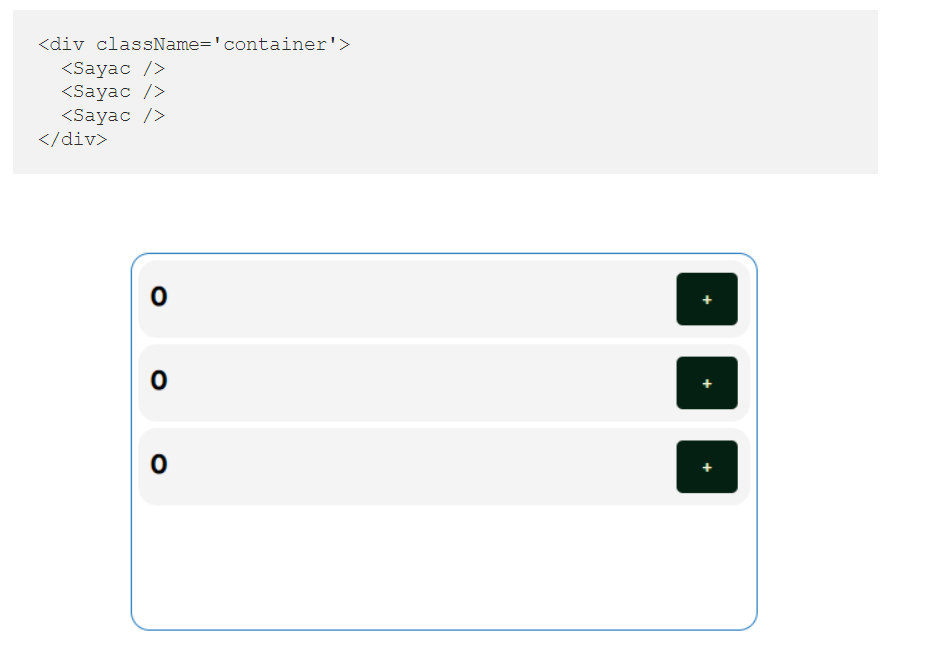 <div className='container'>
  <Sayac />
  <Sayac />
  <Sayac />
</div>
0 +
0 +
0 +